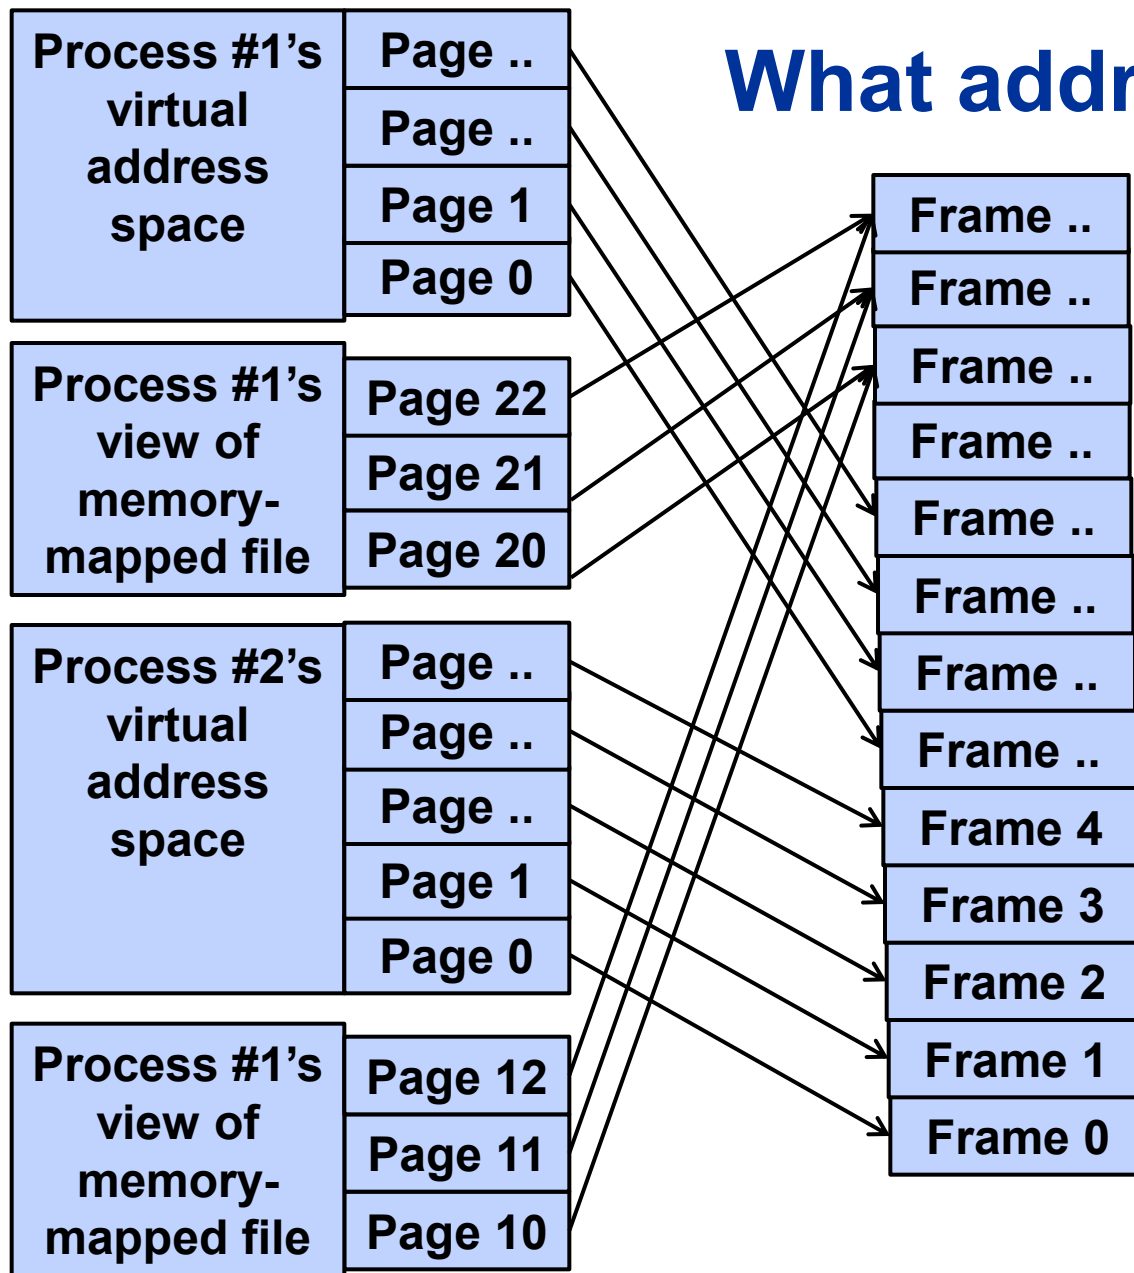 Process #1’s
virtual
address
space
Page ..
Page ..
Page 1
Page 0
Process #1’s
view of
memory-
mapped file
Page 22
Page 21
Page 20
Process #2’s
virtual
address
space
Page ..
Page ..
Page ..
Page 1
Page 0
Process #1’s
view of
memory-
mapped file
Page 12
Page 11
Page 10
What addr
Frame ..
Frame ..
Frame ..
Frame ..
Frame ..
Frame ..
Frame ..
Frame ..
Frame 4
Frame 3
Frame 2
Frame 1
Frame 0